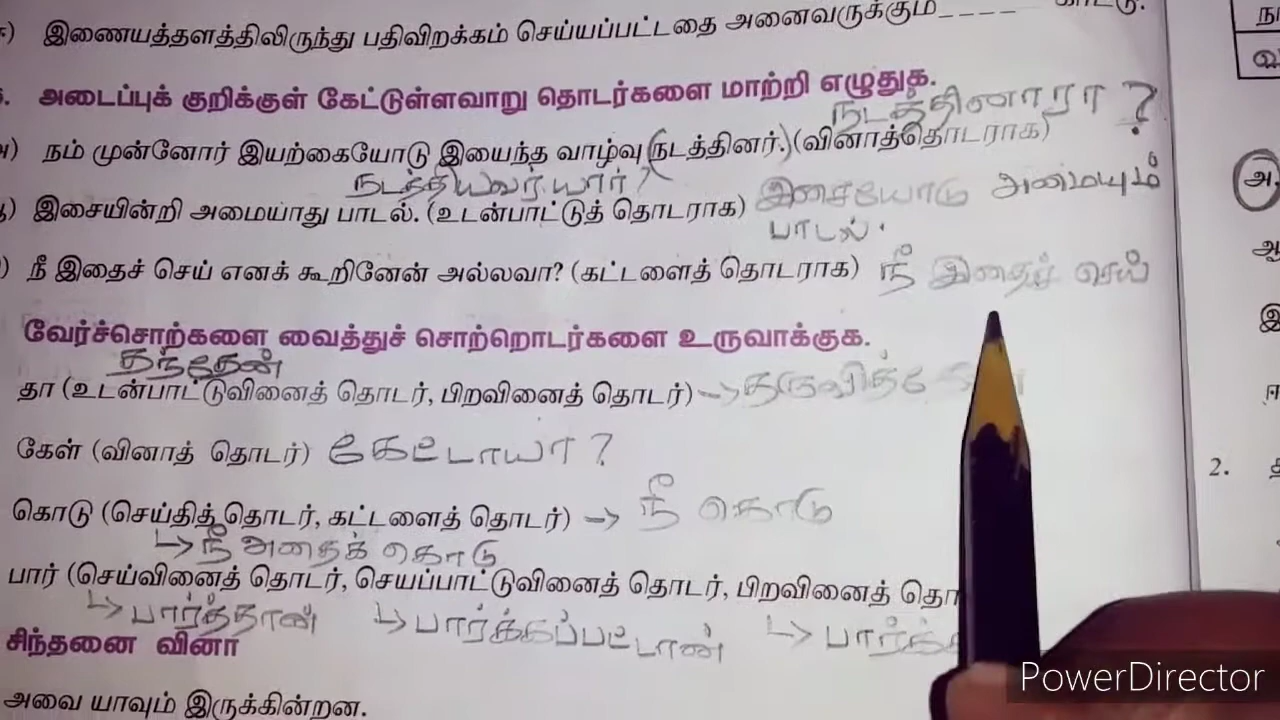 இணையத்தளத்திலிருந்து பதிவிறக்கம் செய்யப்பட்டதை அனைவருக்கும்____ காட்டு.
அடைப்புக் குறிக்குள் கேட்டுள்ளவாறு தொடர்களை மாற்றி எழுதுக.
நடத்தினாரா ?
நம் முன்னோர் இயற்கையோடு இயைந்த வாழ்வு (நடத்தினர்.) (வினாத்தொடராக)
நடத்தியவர் யார் ?
இசையின்றி அமையாது பாடல். (உடன்பாட்டுத் தொடராக) இசையோடு அமையும்
பாடல்.
நீ இதைச் செய் எனக் கூறினேன் அல்லவா? (கட்டளைத் தொடராக) நீ இதைச் செய்
வேர்ச்சொற்களை வைத்துச் சொற்றொடர்களை உருவாக்குக.
தந்தேன்
தா (உடன்பாட்டுவினைத் தொடர், பிறவினைத் தொடர்) →
கேள் (வினாத் தொடர்) கேட்டாயா ?
2.
கொடு (செய்தித் தொடர், கட்டளைத் தொடர்) → நீ கொடு
↳ நீ அதைக் கொடு
பார் (செய்வினைத் தொடர், செயப்பாட்டுவினைத் தொடர், பிறவினைத் தொ
↳ பார்த்தான் ↳ பார்க்கப்பட்டான் ↳ பார்க்க
சிந்தனை வினா
அவை யாவும் இருக்கின்றன.
PowerDirector